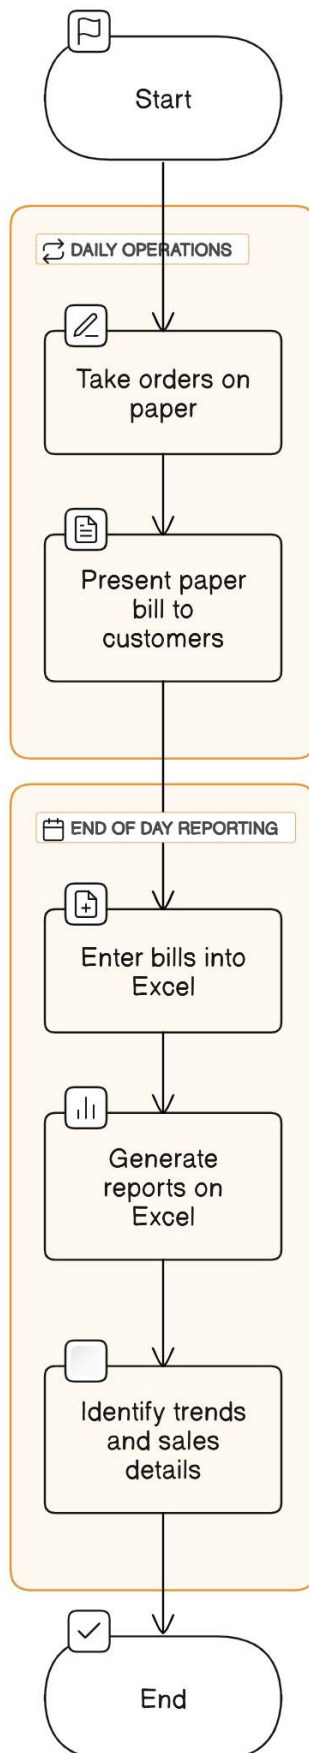 Start
DAILY OPERATIONS
Take orders on
paper
Present paper
bill to
customers
END OF DAY REPORTING
Enter bills into
Excel
Generate
reports on
Excel
Identify trends
and sales
details
End